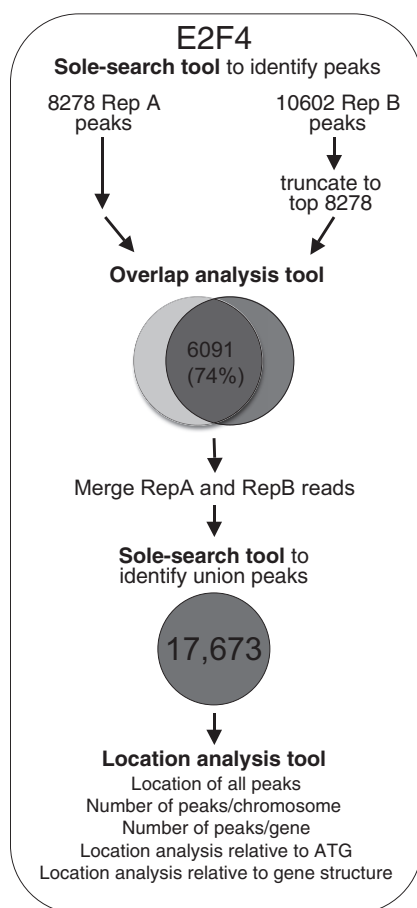 E2F4
Sole-search tool to identify peaks
8278 Rep A
peaks
10602 Rep B
peaks
truncate to
top 8278
Overlap analysis tool
6091
(74%)
Merge RepA and RepB reads
Sole-search tool to
identify union peaks
17,673
Location analysis tool
Location of all peaks
Number of peaks/chromosome
Number of peaks/gene
Location analysis relative to ATG
Location analysis relative to gene structure